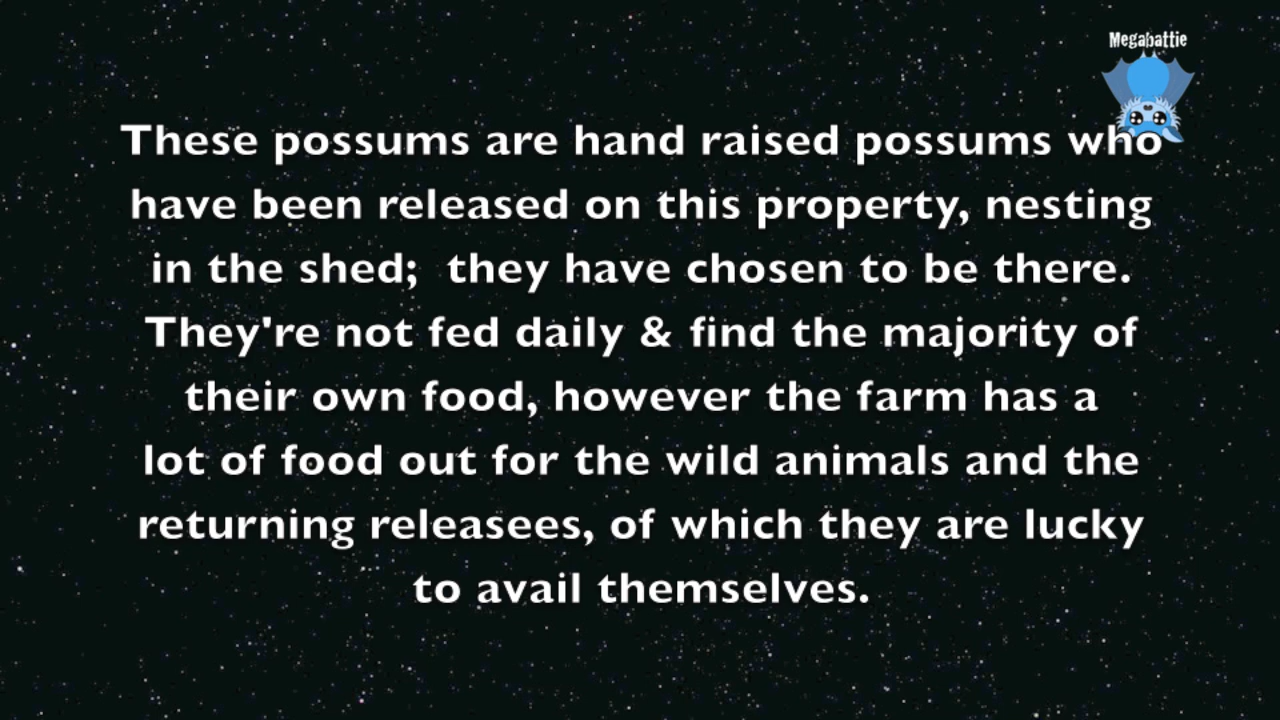 Megabattie
These possums are hand raised possums who
have been released on this property, nesting
in the shed;  they have chosen to be there.
They're not fed daily & find the majority of
their own food, however the farm has a
lot of food out for the wild animals and the
returning releasees, of which they are lucky
to avail themselves.